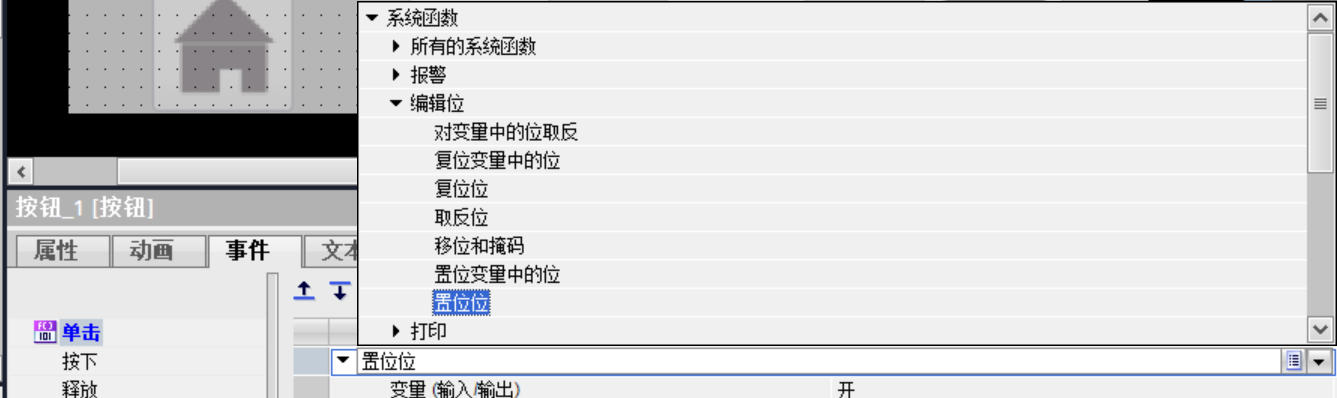 系统函数
所有的系统函数
报警
编辑位
对变量中的位取反
复位变量中的位
复位位
取反位
移位和掩码
置位变量中的位
置位位
打印
按钮_1 [按钮]
属性 动画 事件 文本
单击
按下
释放
置位位
变量 (输入/输出) 开